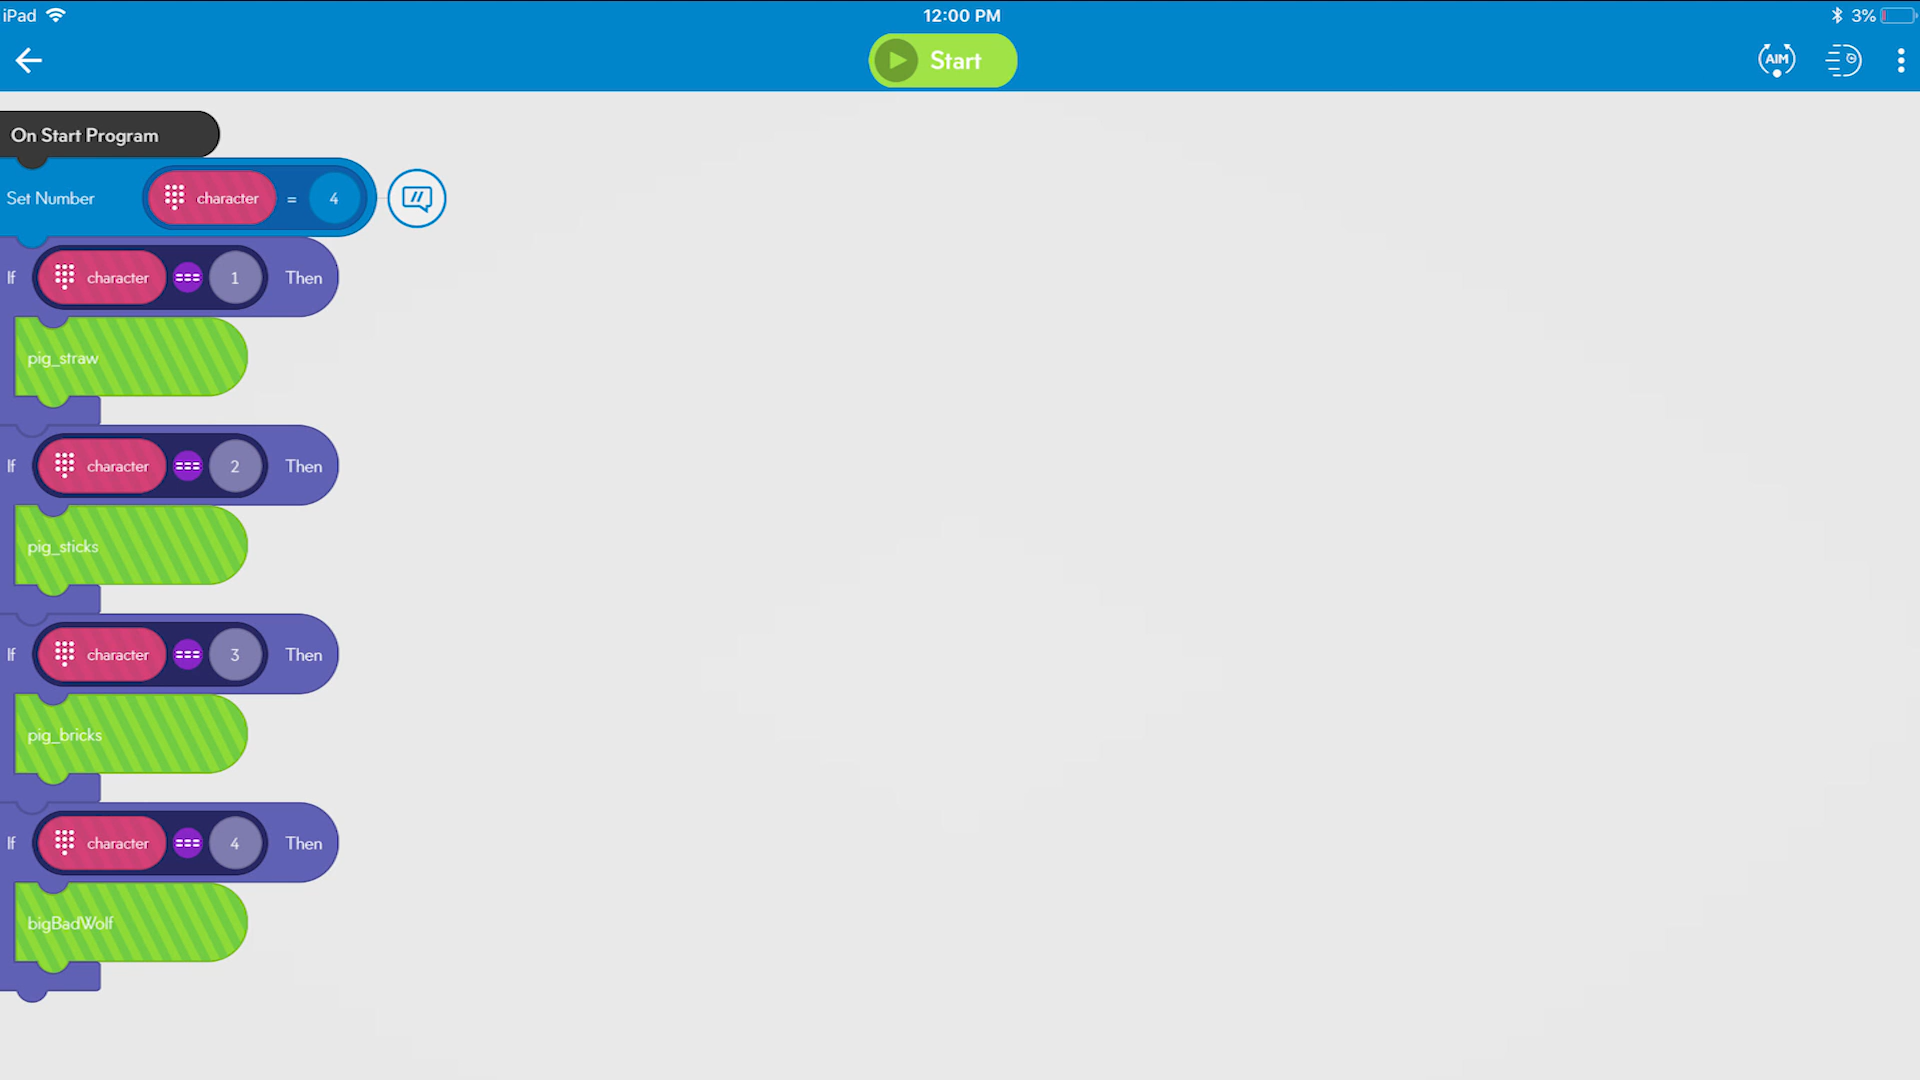 iPad 12:00 PM 3%
Start AIM
On Start Program
Set Number character = 4 //
If character === 1 Then
pig_straw
If character === 2 Then
pig_sticks
If character === 3 Then
pig_bricks
If character === 4 Then
bigBadWolf